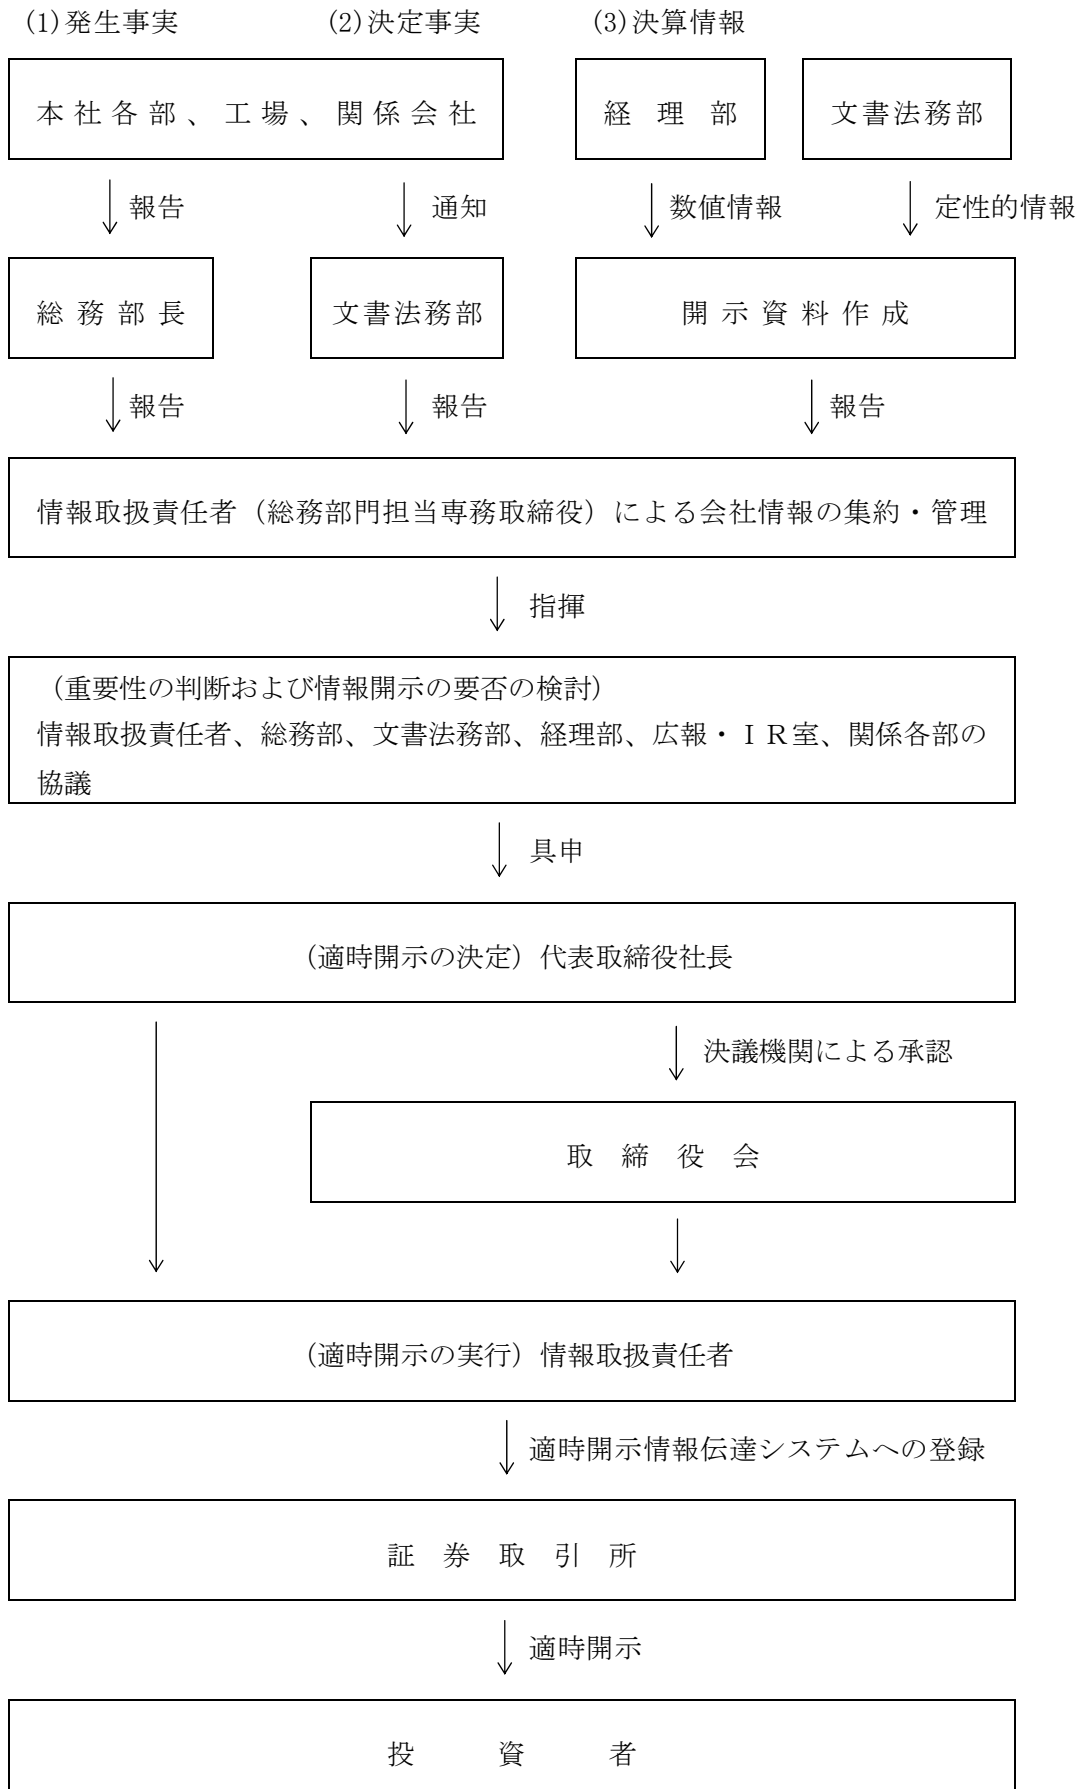 (1)発生事実 (2)決定事実 (3)決算情報
本社各部、工場、関係会社 経理部 文書法務部
報告 通知 数値情報 定性的情報
総務部長 文書法務部 開示資料作成
報告 報告 報告
情報取扱責任者（総務部門担当専務取締役）による会社情報の集約・管理
指揮
（重要性の判断および情報開示の要否の検討）
情報取扱責任者、総務部、文書法務部、経理部、広報・ＩＲ室、関係各部の
協議
具申
（適時開示の決定）代表取締役社長
決議機関による承認
取締役会
（適時開示の実行）情報取扱責任者
適時開示情報伝達システムへの登録
証券取引所
適時開示
投資者